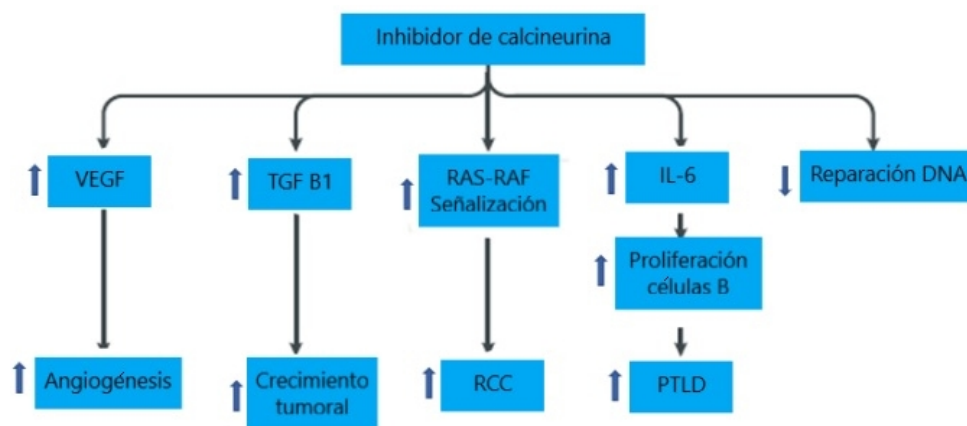 Inhibidor de calcineurina
VEGF
TGF B1
RAS-RAF
Señalización
IL-6
Reparación DNA
Proliferación
células B
Angiogénesis
Crecimiento
tumoral
RCC
PTLD